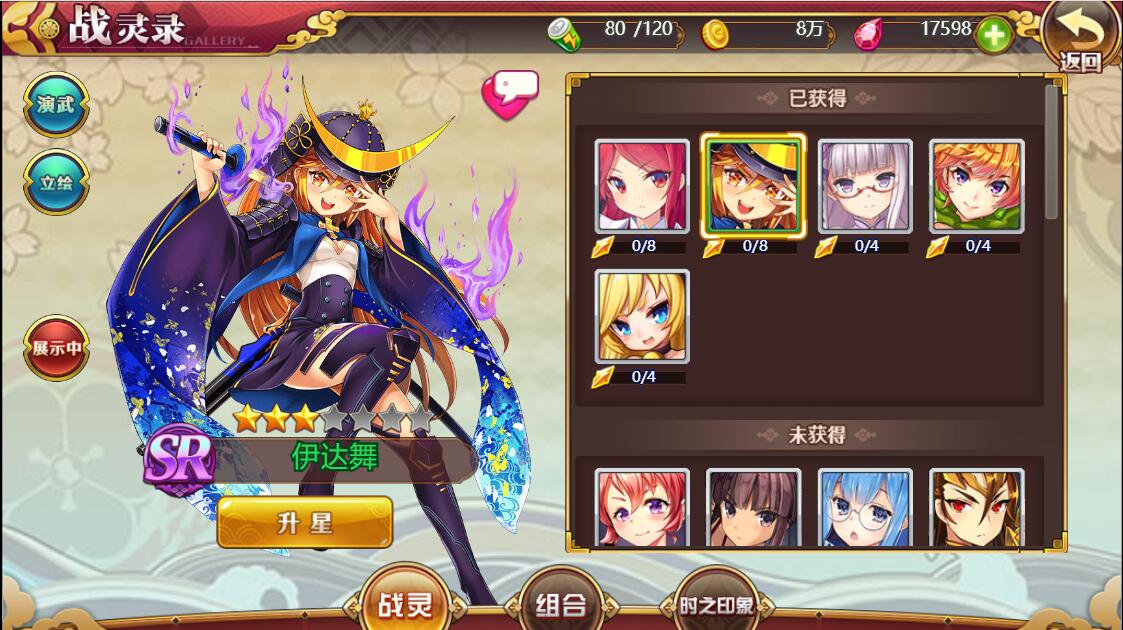 战灵录
GALLERY
80 /120
8万
17598
返回
演武
立绘
展示中
已获得
0/8
0/8
0/4
0/4
0/4
未获得
SR
伊达舞
升星
战灵
组合
时之印象